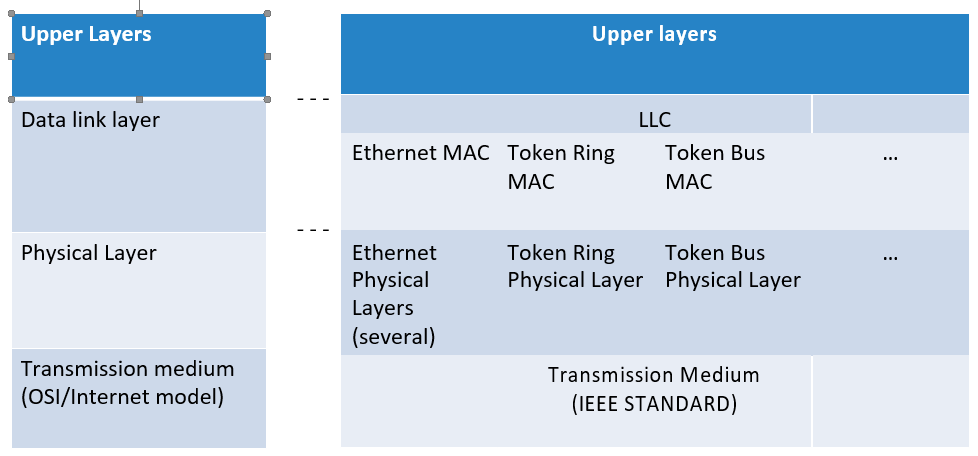 Upper Layers
Data link layer
Physical Layer
Transmission medium
(OSI/Internet model)
- - -
- - -
Upper layers
LLC
Ethernet MAC Token Ring Token Bus ...
MAC MAC
Ethernet Token Ring Token Bus ...
Physical Physical Layer Physical Layer
Layers
(several)
Transmission Medium
(IEEE STANDARD)